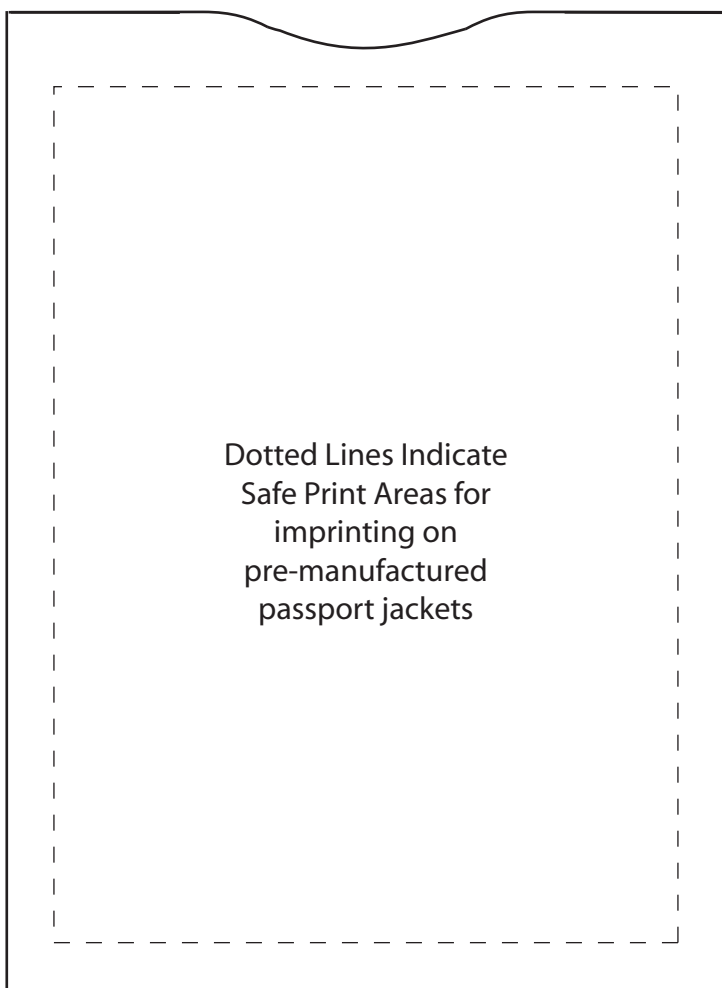 Dotted Lines Indicate
Safe Print Areas for
imprinting on
pre-manufactured
passport jackets